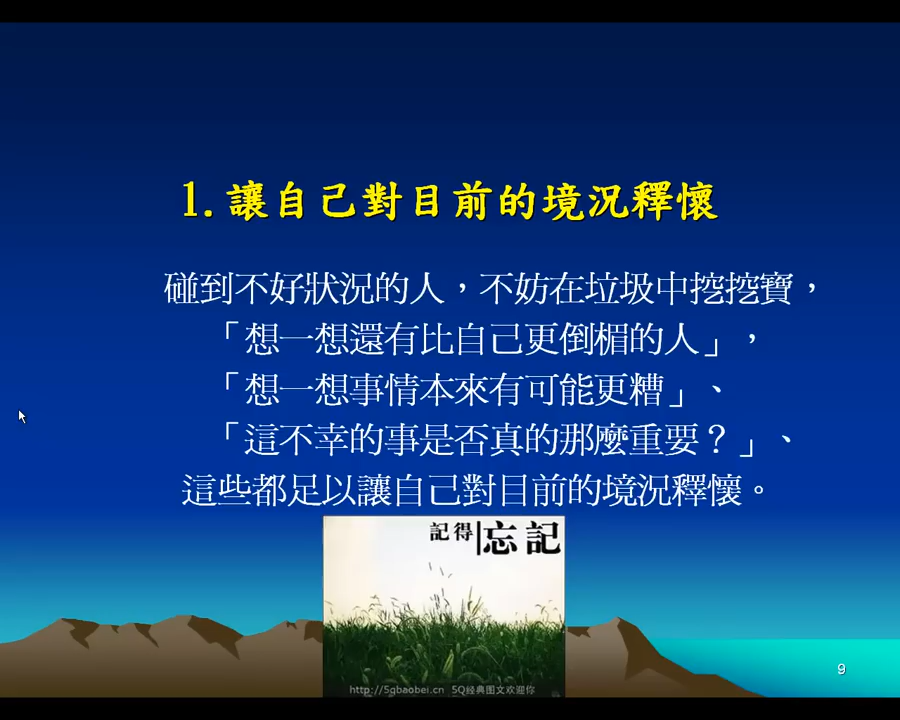 1.讓自己對目前的境況釋懷
碰到不好狀況的人，不妨在垃圾中挖挖寶，
「想一想還有比自己更倒楣的人」，
「想一想事情本來有可能更糟」、
「這不幸的事是否真的那麼重要？」、
這些都足以讓自己對目前的境況釋懷。
記得|忘記
http://5gbaobei.cn 5Q经典图文欢迎你
9